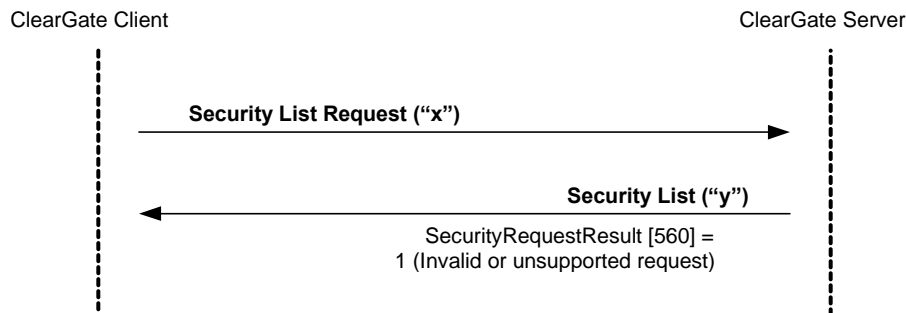 ClearGate Client
ClearGate Server
Security List Request (“x”)
Security List (“y”)
SecurityRequestResult [560] =
1 (Invalid or unsupported request)